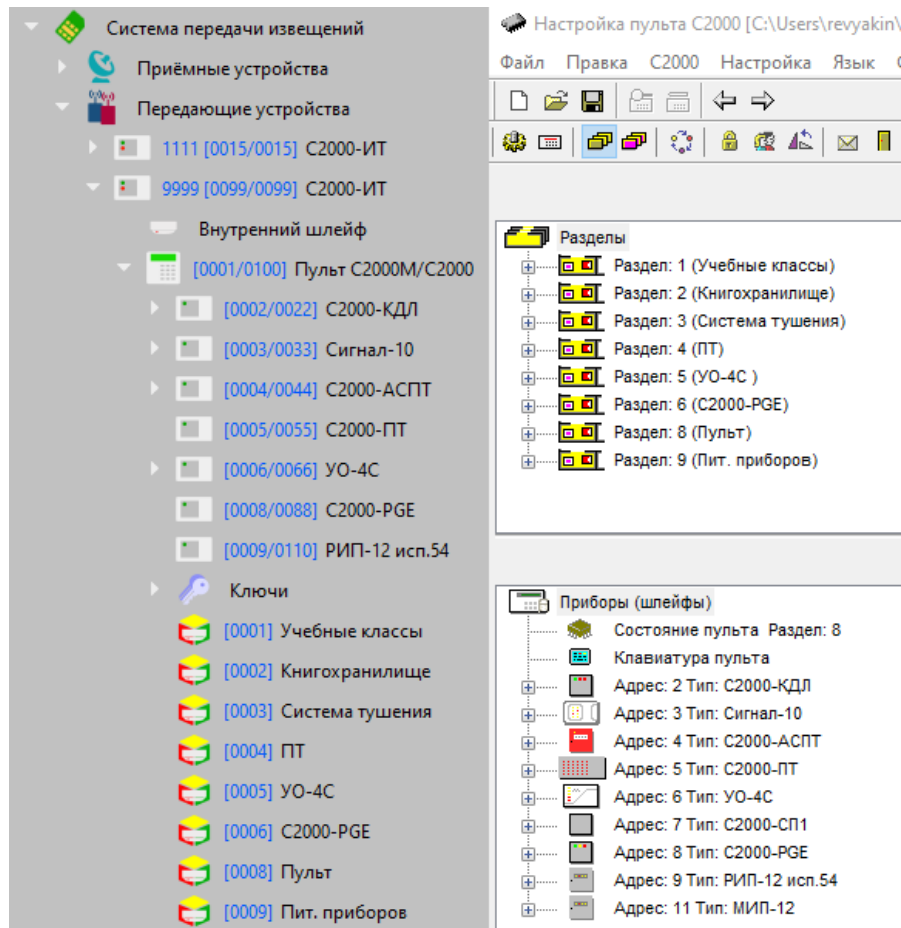 Система передачи извещений
Приёмные устройства
Передающие устройства
1111 [0015/0015] С2000-ИТ
9999 [0099/0099] С2000-ИТ
Внутренний шлейф
[0001/0100] Пульт С2000М/С2000
[0002/0022] С2000-КДЛ
[0003/0033] Сигнал-10
[0004/0044] С2000-АСПТ
[0005/0055] С2000-ПТ
[0006/0066] УО-4С
[0008/0088] С2000-PGE
[0009/0110] РИП-12 исп.54
Ключи
[0001] Учебные классы
[0002] Книгохранилище
[0003] Система тушения
[0004] ПТ
[0005] УО-4С
[0006] С2000-PGE
[0008] Пульт
[0009] Пит. приборов
Настройка пульта С2000 [C:\Users\revyakin\
Файл Правка С2000 Настройка Язык
Разделы
Раздел: 1 (Учебные классы)
Раздел: 2 (Книгохранилище)
Раздел: 3 (Система тушения)
Раздел: 4 (ПТ)
Раздел: 5 (УО-4С )
Раздел: 6 (С2000-PGE)
Раздел: 8 (Пульт)
Раздел: 9 (Пит. приборов)
Приборы (шлейфы)
Состояние пульта Раздел: 8
Клавиатура пульта
Адрес: 2 Тип: С2000-КДЛ
Адрес: 3 Тип: Сигнал-10
Адрес: 4 Тип: С2000-АСПТ
Адрес: 5 Тип: С2000-ПТ
Адрес: 6 Тип: УО-4С
Адрес: 7 Тип: С2000-СП1
Адрес: 8 Тип: С2000-PGE
Адрес: 9 Тип: РИП-12 исп.54
Адрес: 11 Тип: МИП-12